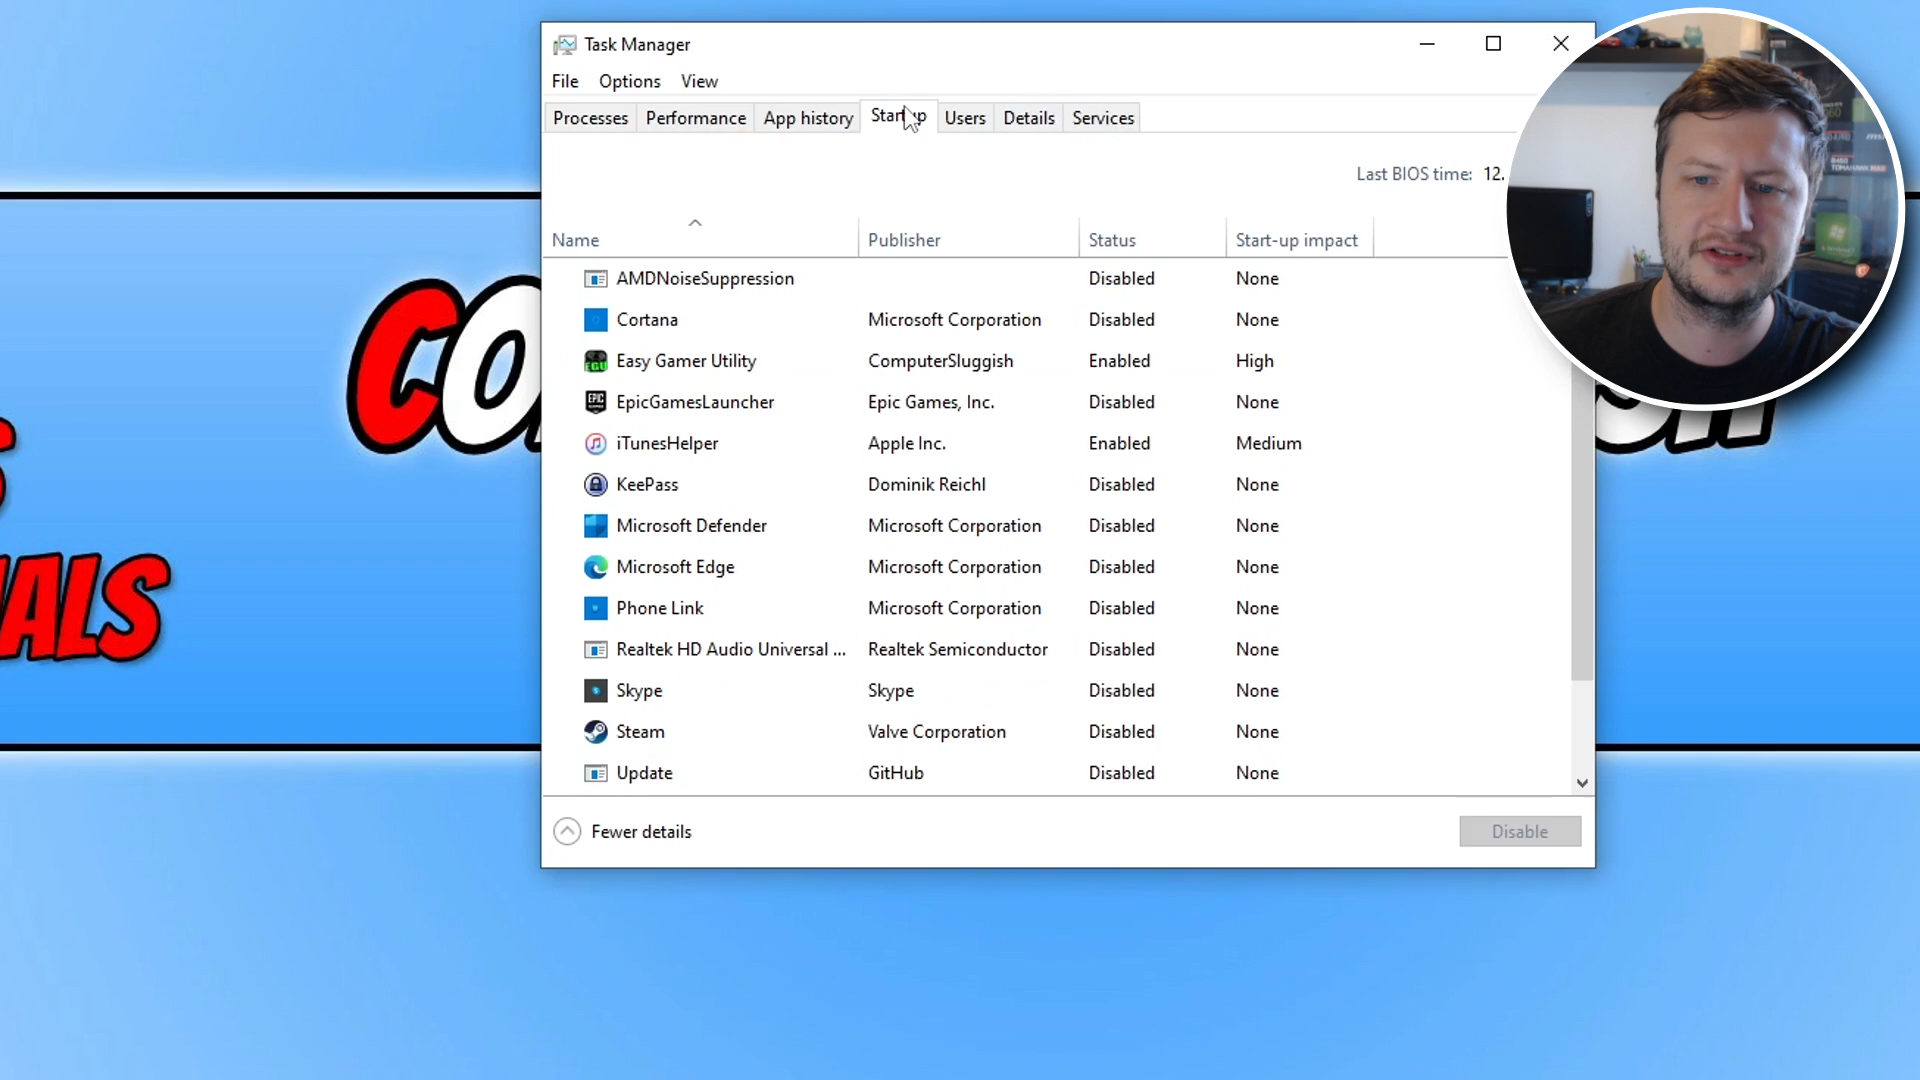 Task Manager
File Options View
Processes Performance App history Start-up Users Details Services
Last BIOS time: 12.
Name Publisher Status Start-up impact
AMDNoiseSuppression Disabled None
Cortana Microsoft Corporation Disabled None
Easy Gamer Utility ComputerSluggish Enabled High
EpicGamesLauncher Epic Games, Inc. Disabled None
iTunesHelper Apple Inc. Enabled Medium
KeePass Dominik Reichl Disabled None
Microsoft Defender Microsoft Corporation Disabled None
Microsoft Edge Microsoft Corporation Disabled None
Phone Link Microsoft Corporation Disabled None
Realtek HD Audio Universal ... Realtek Semiconductor Disabled None
Skype Skype Disabled None
Steam Valve Corporation Disabled None
Update GitHub Disabled None
Fewer details Disable
CO
IALS